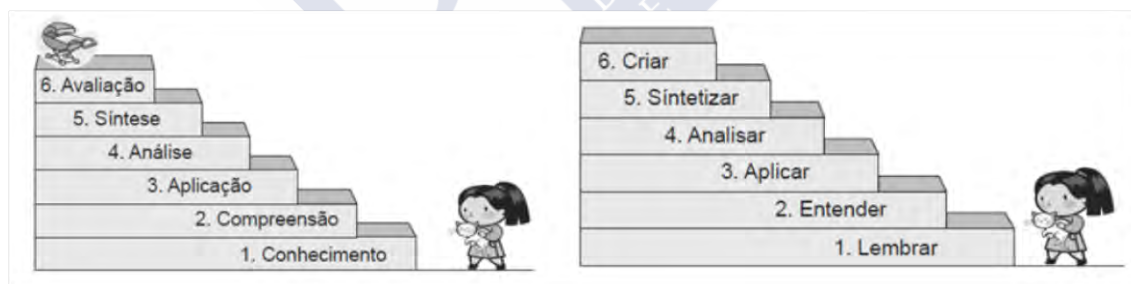 6. Avaliação
5. Síntese
4. Análise
3. Aplicação
2. Compreensão
1. Conhecimento
6. Criar
5. Sintetizar
4. Analisar
3. Aplicar
2. Entender
1. Lembrar